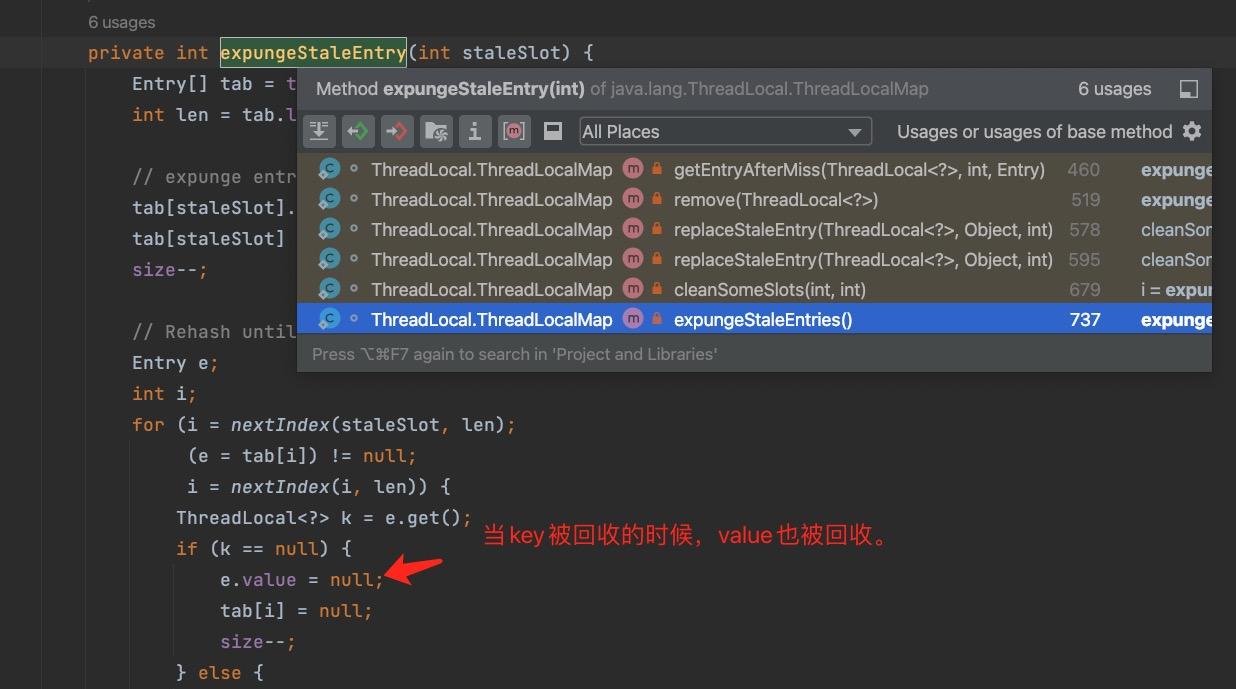 6 usages
private int expungeStaleEntry(int staleSlot) {
Entry[] tab = t
int len = tab.l
// expunge entr
tab[staleSlot].
tab[staleSlot]
size--;
// Rehash until
Entry e;
int i;
for (i = nextIndex(staleSlot, len);
(e = tab[i]) != null;
i = nextIndex(i, len)) {
ThreadLocal<?> k = e.get();
if (k == null) {
e.value = null;
tab[i] = null;
size--;
} else {
Method expungeStaleEntry(int) of java.lang.ThreadLocal.ThreadLocalMap 6 usages
All Places Usages or usages of base method
ThreadLocal.ThreadLocalMap m getEntryAfterMiss(ThreadLocal<?>, int, Entry) 460 expunge
ThreadLocal.ThreadLocalMap m remove(ThreadLocal<?>) 519 expunge
ThreadLocal.ThreadLocalMap m replaceStaleEntry(ThreadLocal<?>, Object, int) 578 cleanSor
ThreadLocal.ThreadLocalMap m replaceStaleEntry(ThreadLocal<?>, Object, int) 595 cleanSor
ThreadLocal.ThreadLocalMap m cleanSomeSlots(int, int) 679 i = expur
ThreadLocal.ThreadLocalMap m expungeStaleEntries() 737 expunge
Press ⌥⌘F7 again to search in 'Project and Libraries'
当key被回收的时候，value也被回收。